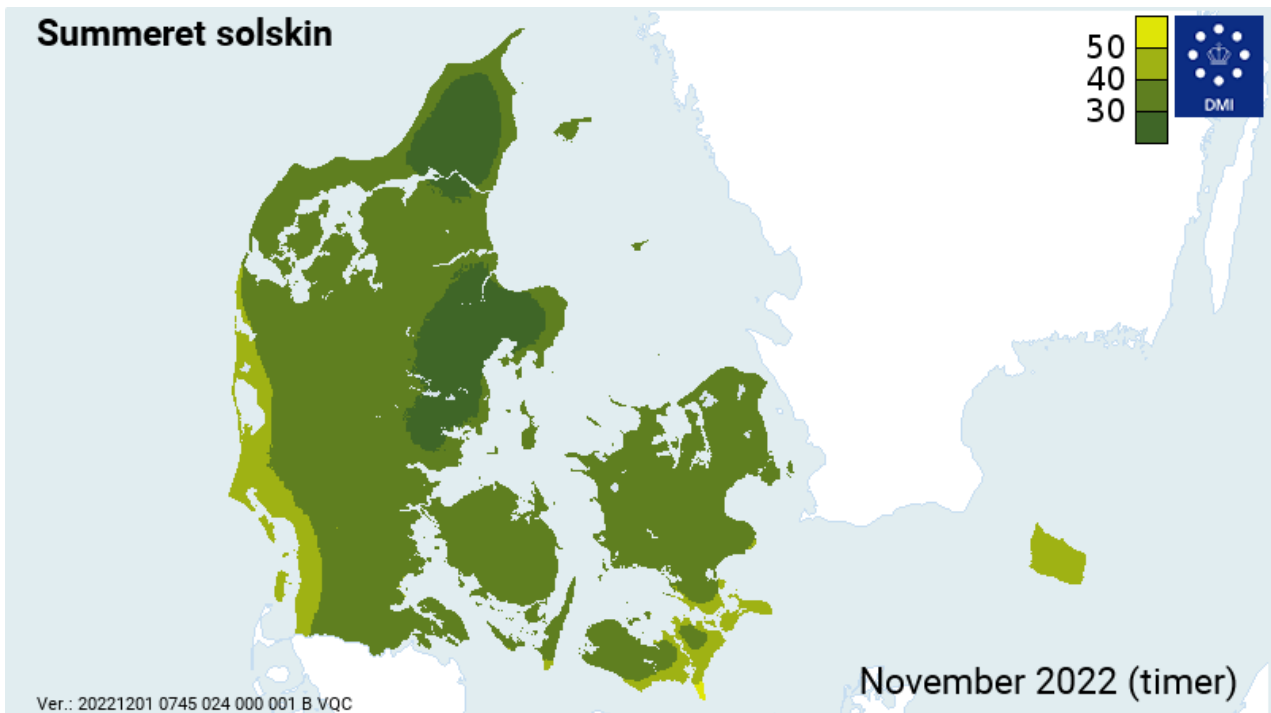 Summeret solskin
50
40
30
DMI
November 2022 (timer)
Ver.: 20221201 0745 024 000 001 B VQC